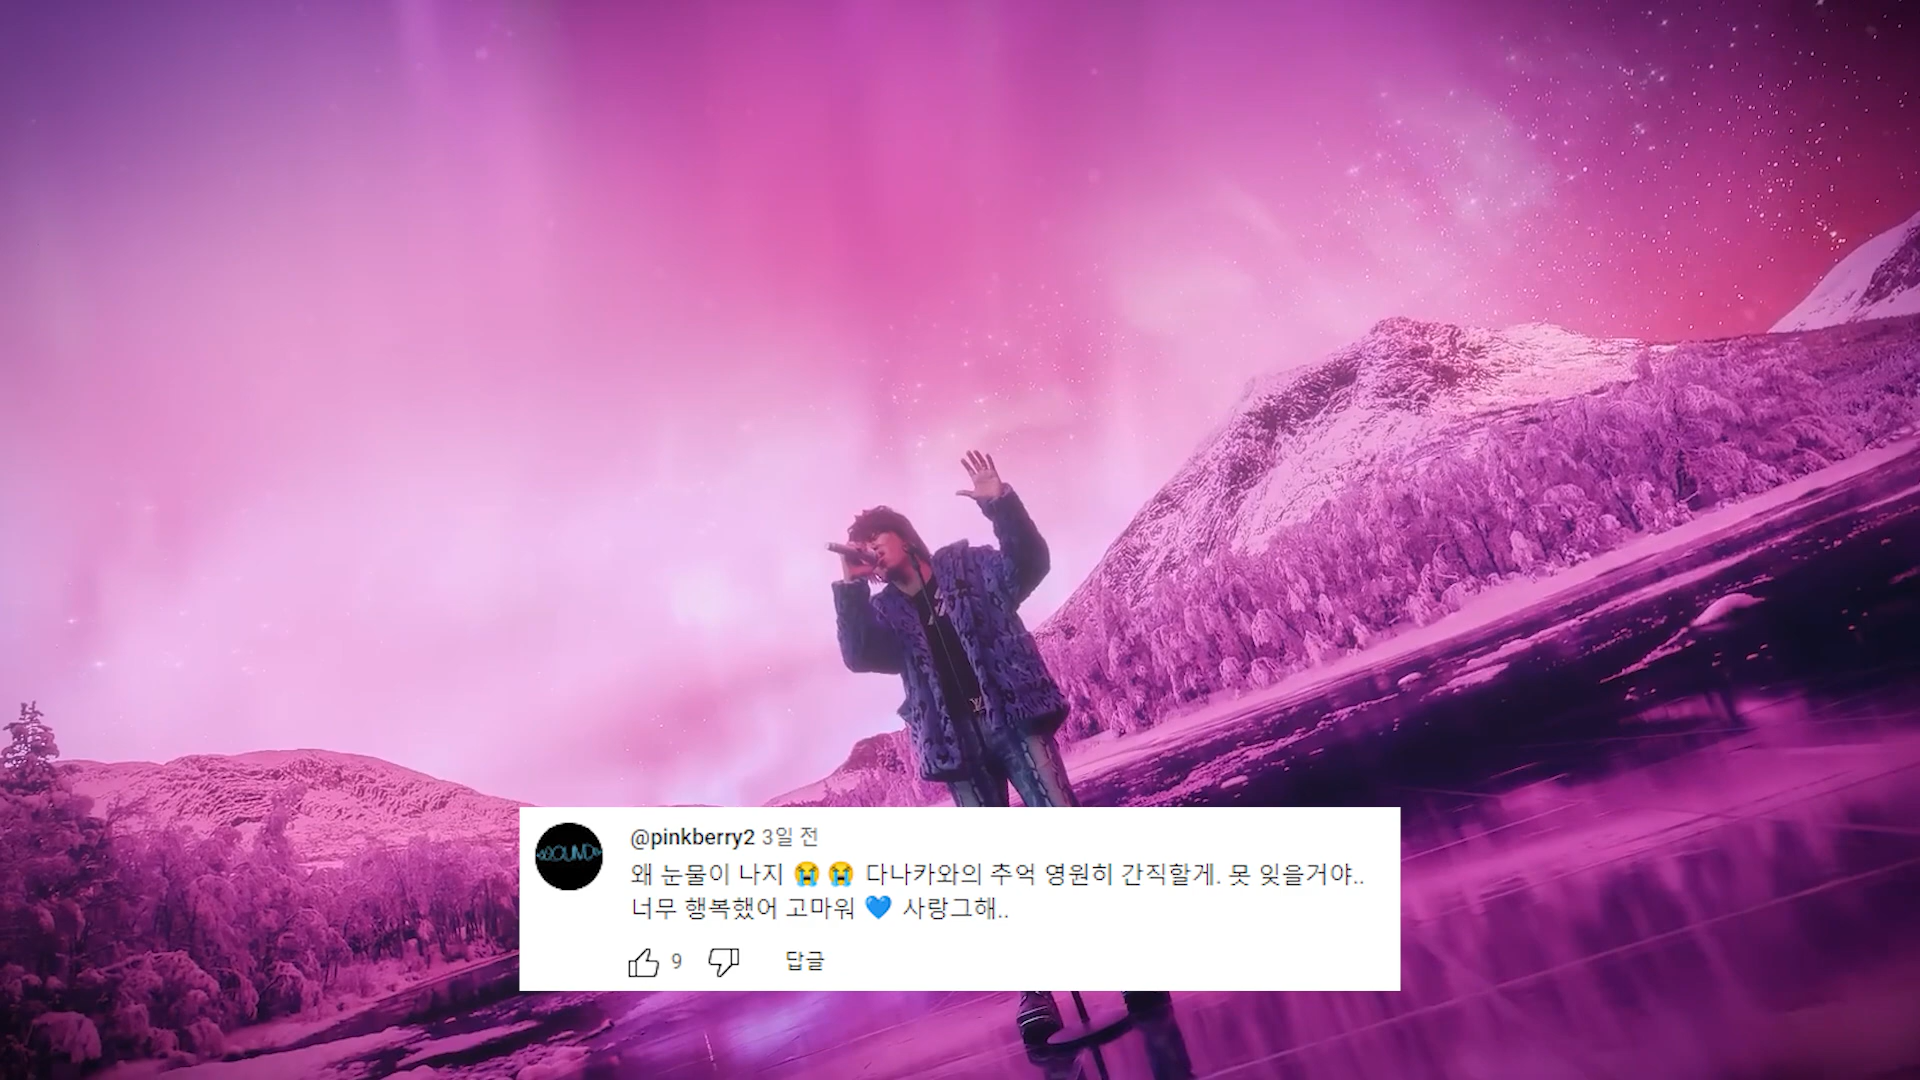 @pinkberry2 3일 전
왜 눈물이 나지 😭 😭 다나카와의 추억 영원히 간직할게. 못 잊을거야..
너무 행복했어 고마워 💙 사랑그해..
9 답글